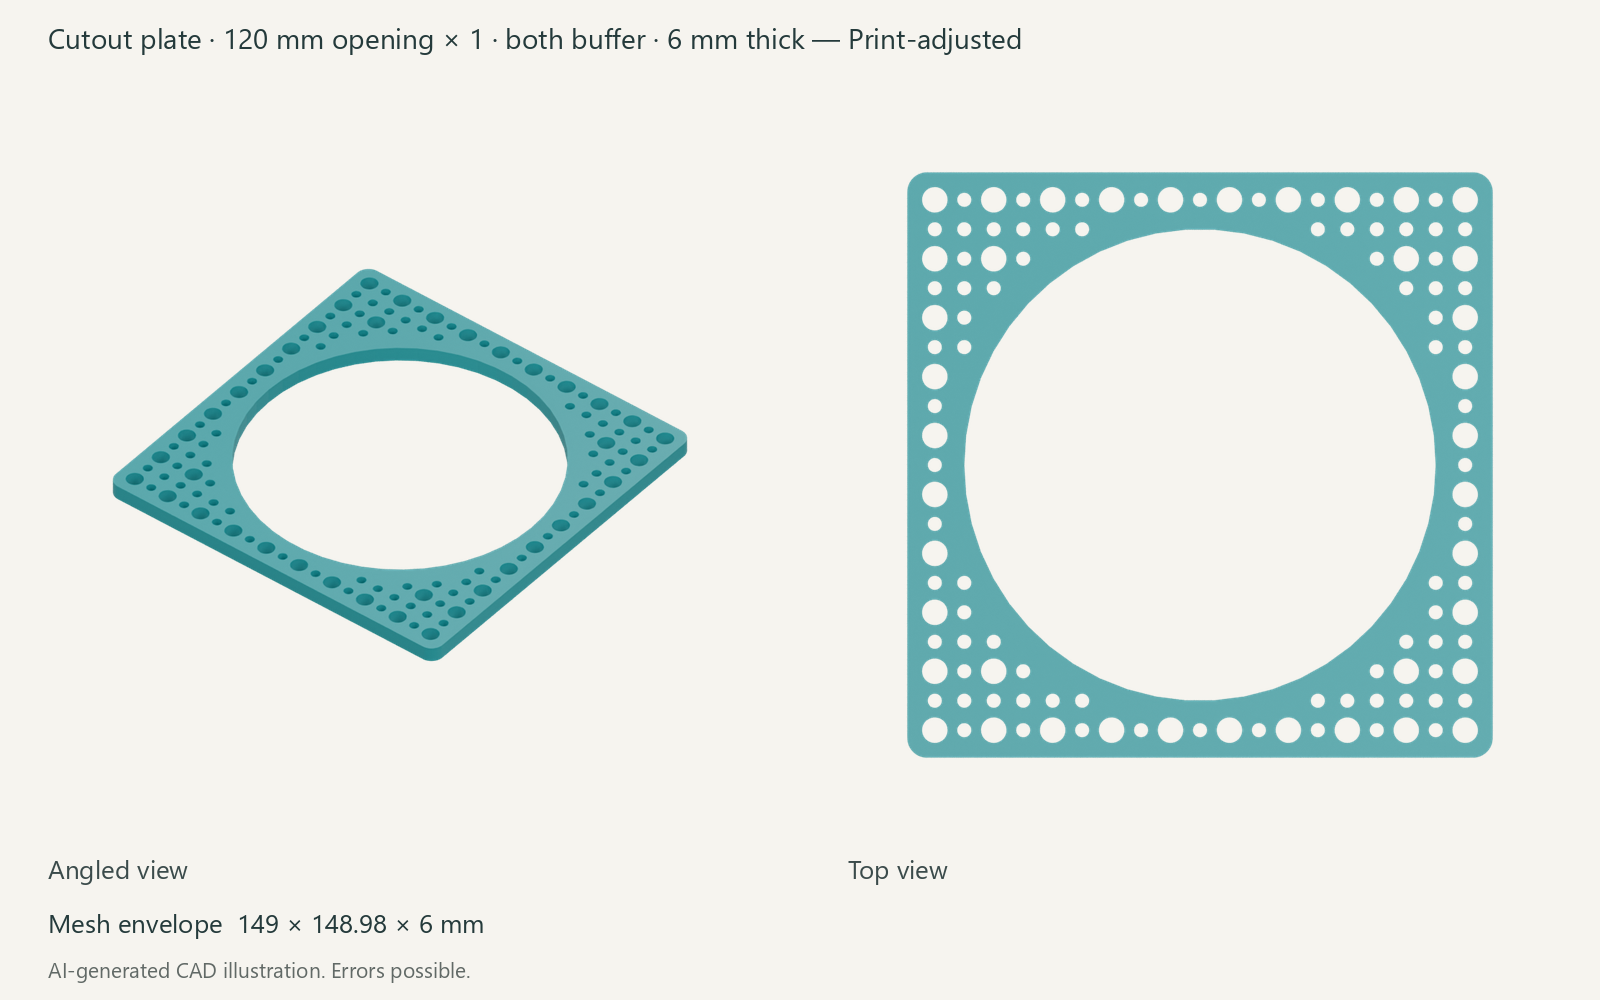 Cutout plate · 120 mm opening × 1 · both buffer · 6 mm thick — Print-adjusted
Angled view
Top view
Mesh envelope 149 × 148.98 × 6 mm
AI-generated CAD illustration. Errors possible.